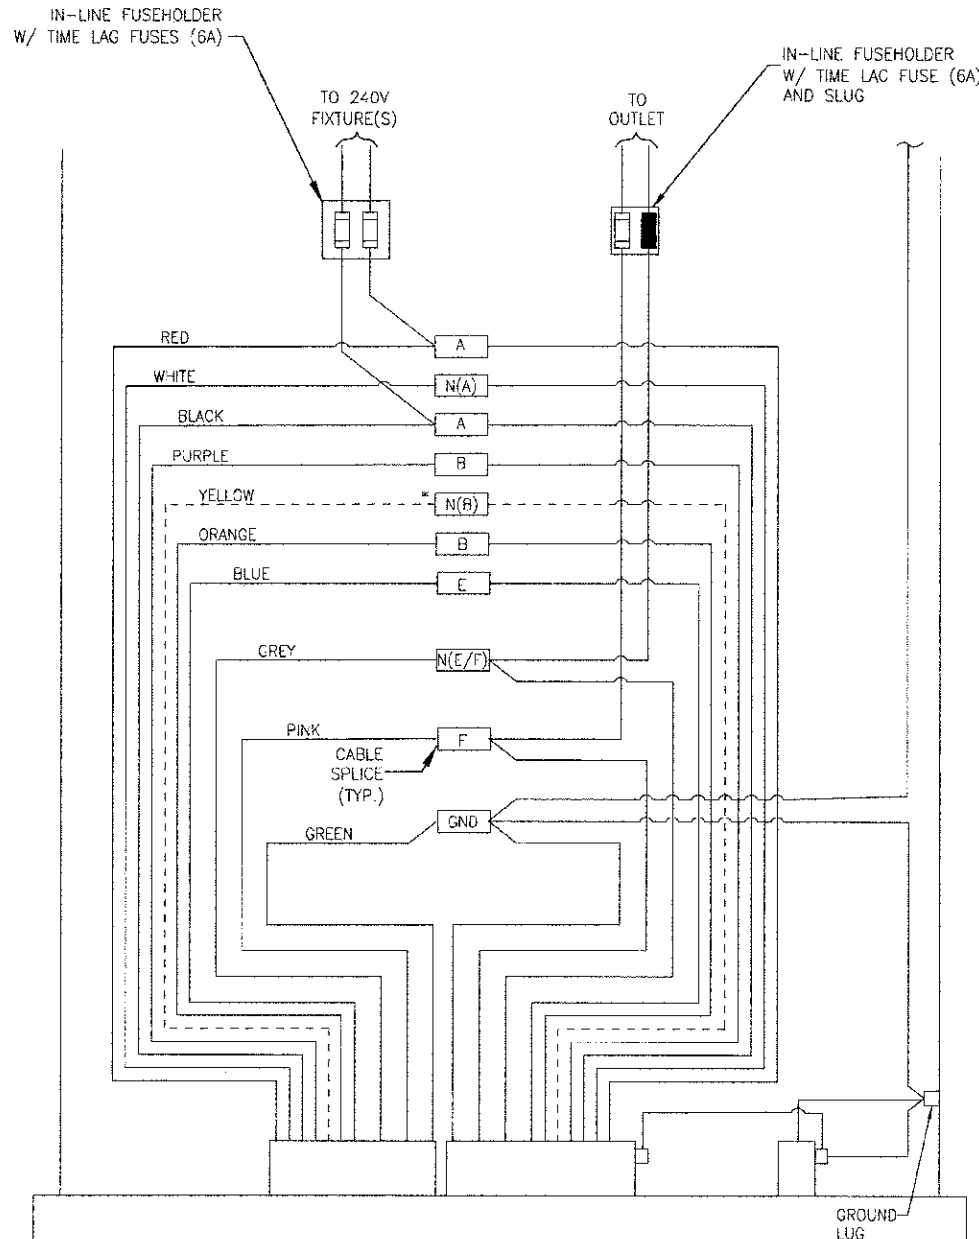 IN-LINE FUSEHOLDER
W/ TIME LAG FUSES (6A)
IN-LINE FUSEHOLDER
W/ TIME LAG FUSE (6A)
AND SLUG
TO 240V
FIXTURE(S)
TO
OUTLET
RED
A
WHITE
N(A)
BLACK
A
PURPLE
B
YELLOW
* N(B)
ORANGE
B
BLUE
E
GREY
N(E/F)
PINK
F
CABLE
SPLICE
(TYP.)
GND
GREEN
GROUND
LUG